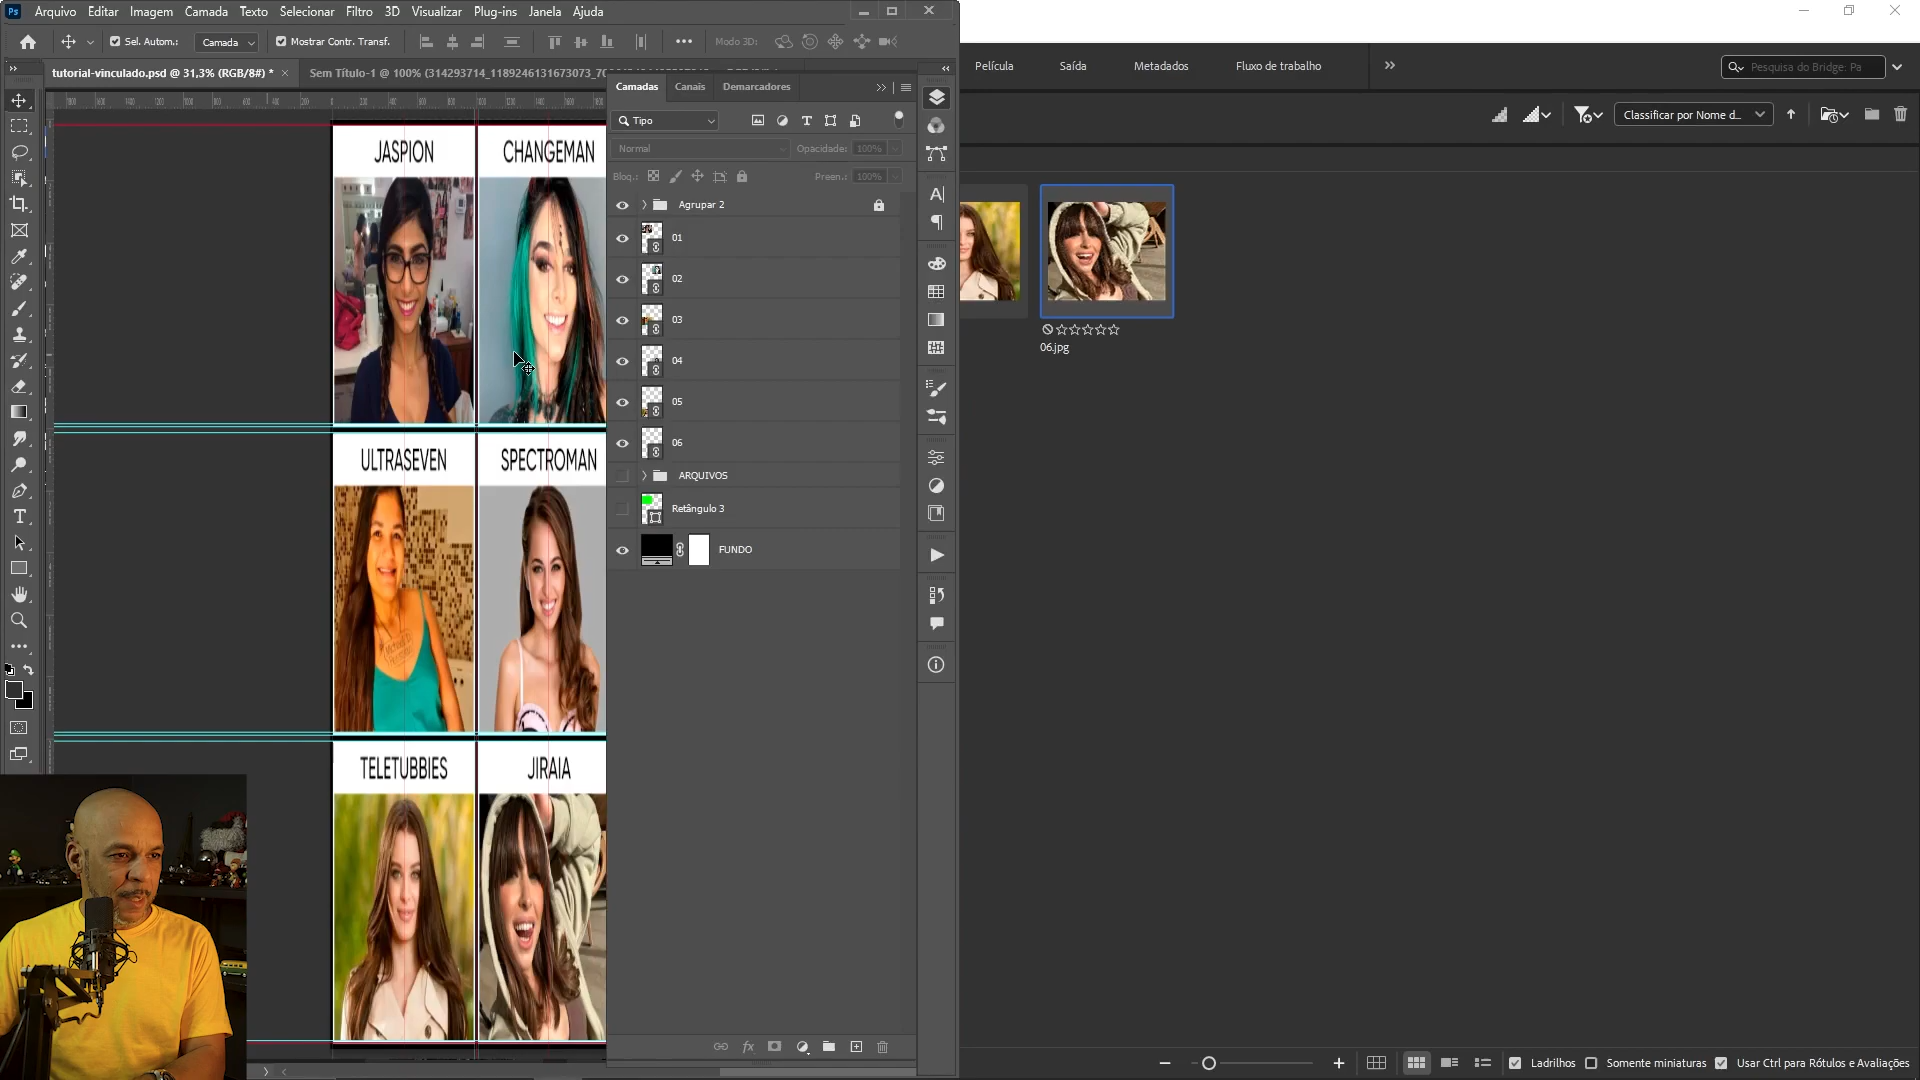 Ps Arquivo Editar Imagem Camada Texto Selecionar Filtro 3D Visualizar Plug-ins Janela Ajuda
Sel. Autom.: Camada Mostrar Contr. Transf. Modo 3D:
tutorial-vinculado.psd @ 31,3% (RGB/8#) * × Sem Título-1 @ 100% (314293714_1189246131673073_70
Camadas Canais Demarcadores
Tipo
Normal Opacidade: 100%
Bloq.: Preen.: 100%
Agrupar 2
01
02
03
04
05
06
ARQUIVOS
Retângulo 3
FUNDO
JASPION CHANGEMAN
ULTRASEVEN SPECTROMAN
TELETUBBIES JIRAIA
Película Saída Metadados Fluxo de trabalho
Pesquisa do Bridge: Pa
Classificar por Nome d...
06.jpg
Ladrilhos Somente miniaturas Usar Ctrl para Rótulos e Avaliações